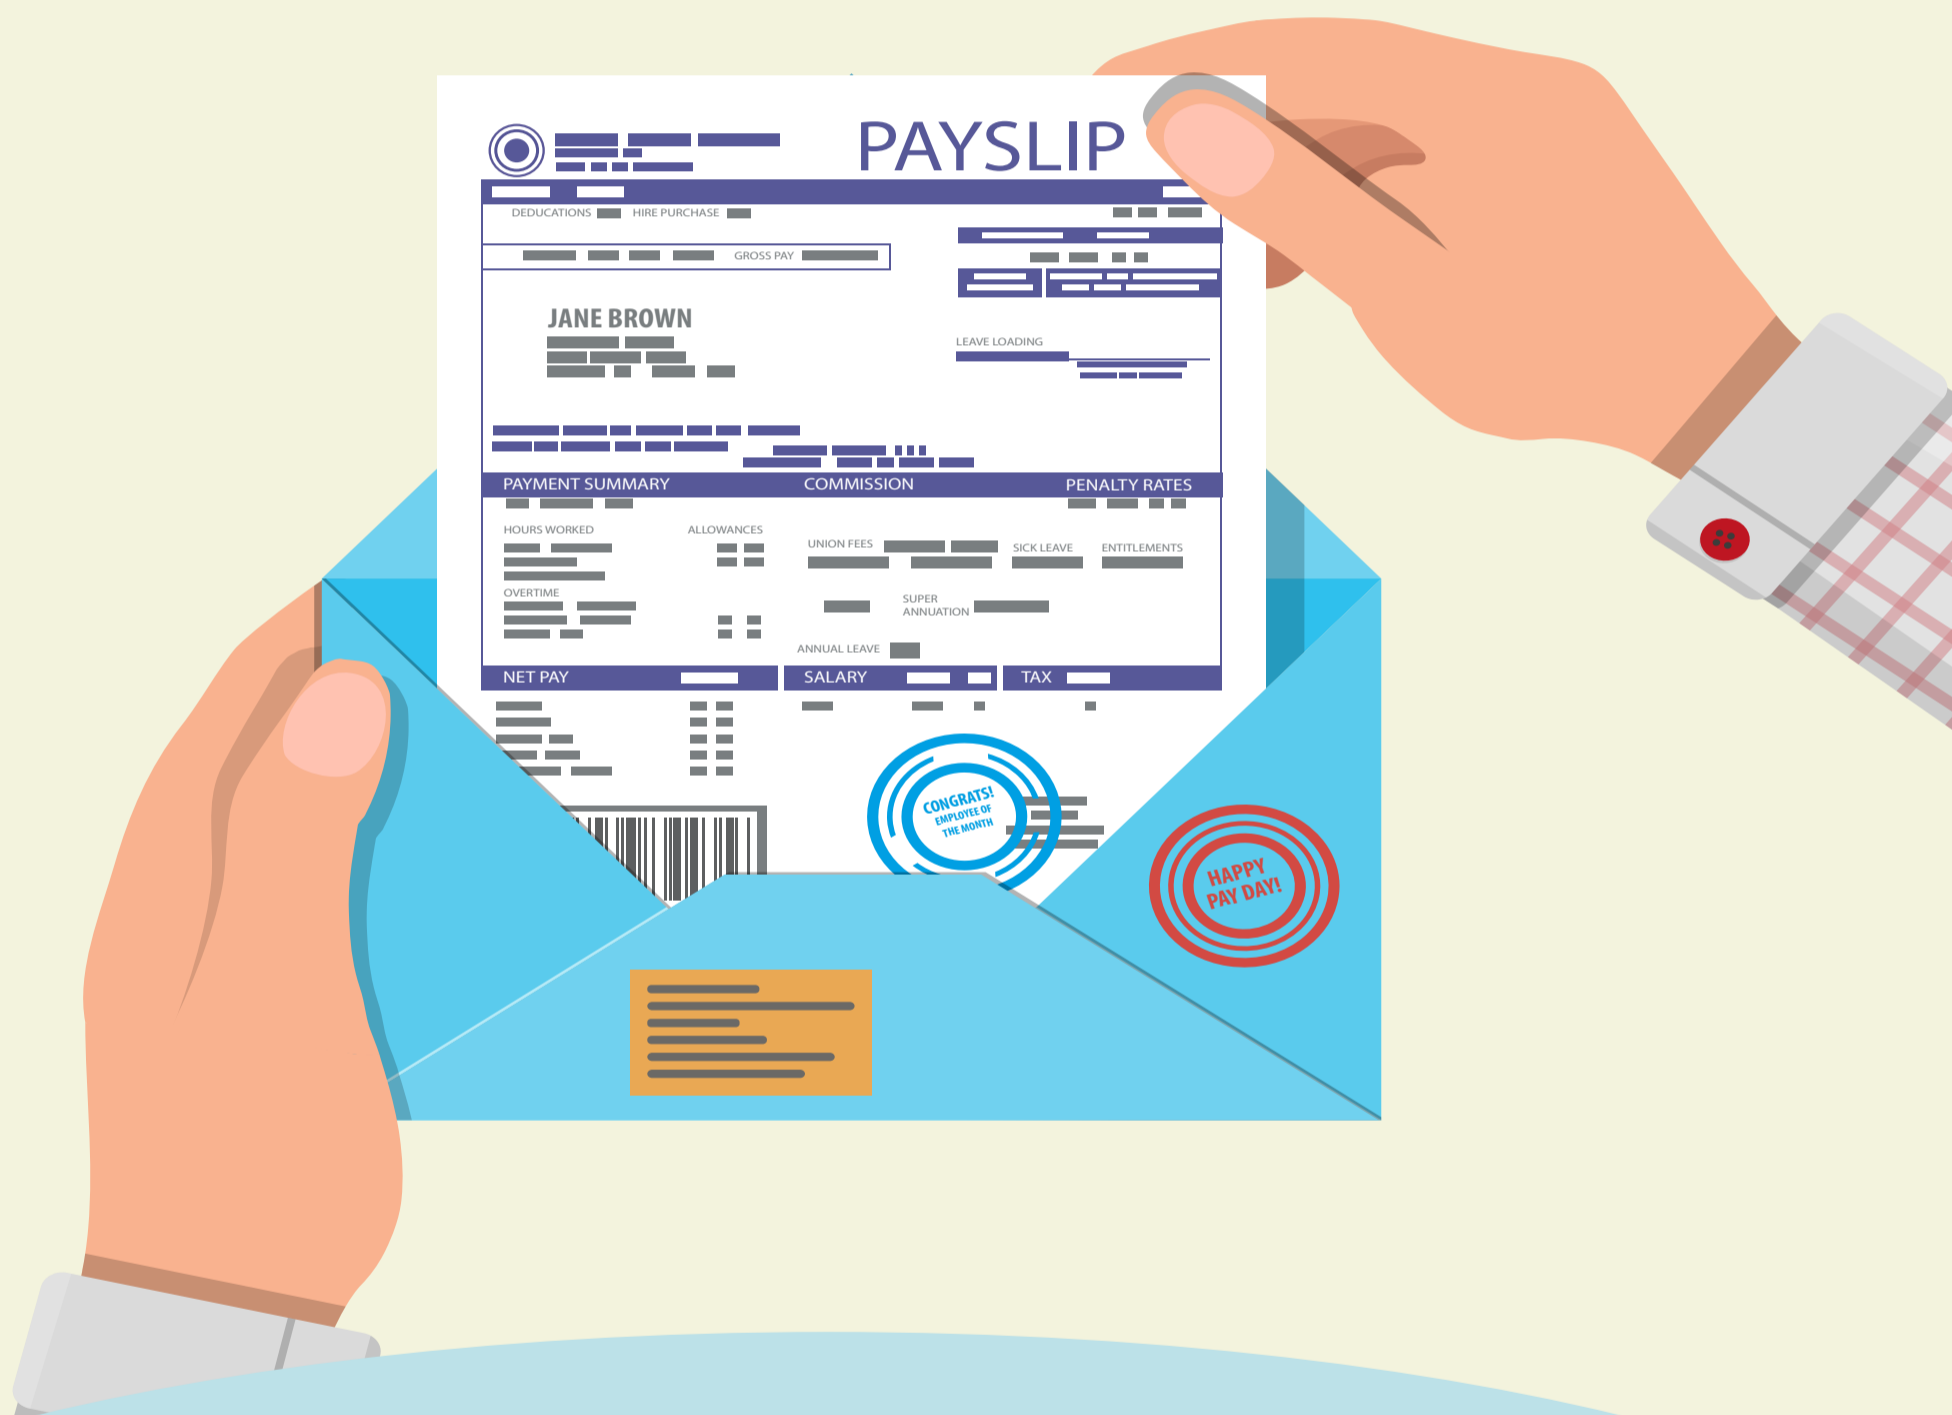 PAYSLIP
DEDUCATIONS HIRE PURCHASE
GROSS PAY
JANE BROWN
LEAVE LOADING
PAYMENT SUMMARY COMMISSION PENALTY RATES
HOURS WORKED ALLOWANCES
UNION FEES SICK LEAVE ENTITLEMENTS
OVERTIME
SUPER
ANNUATION
ANNUAL LEAVE
NET PAY SALARY TAX
CONGRATS!
EMPLOYEE OF
THE MONTH
HAPPY
PAY DAY!